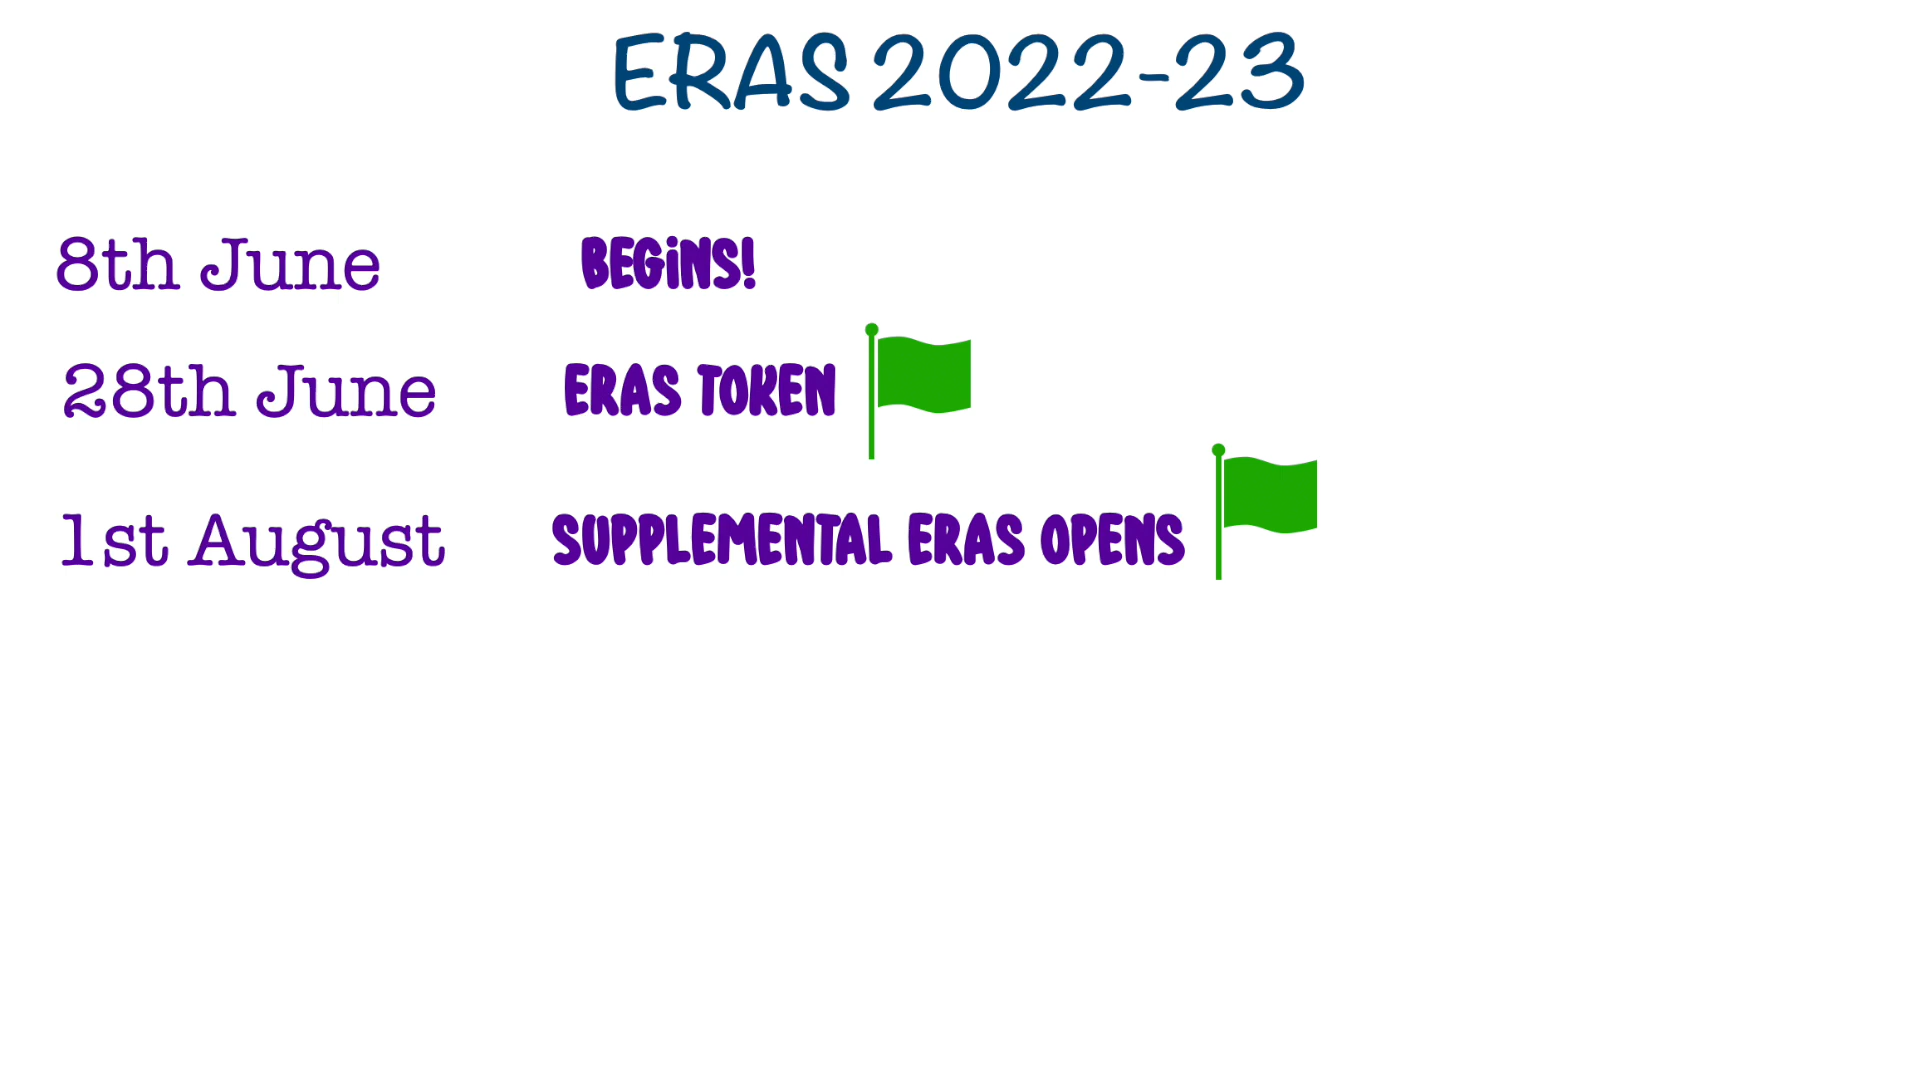 ERAS 2022-23
8th June BEGiNS!
28th June ERAS TOKEN
1st August SUPPLEMENTAL ERAS OPENS